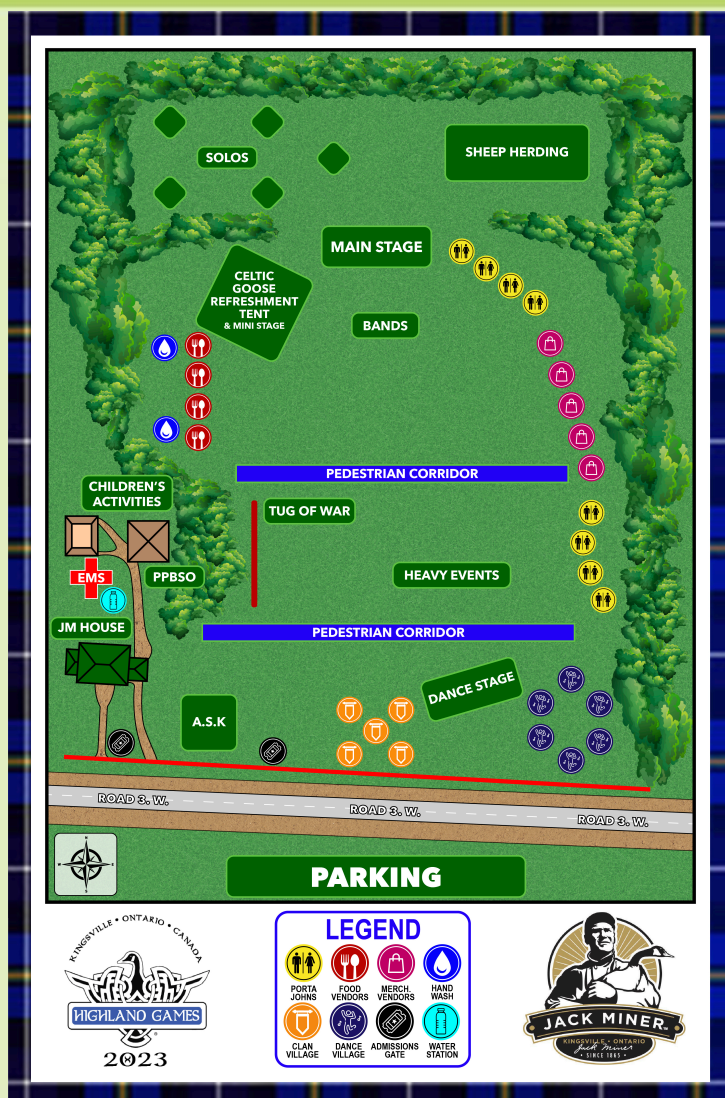 SOLOS
SHEEP HERDING
MAIN STAGE
CELTIC
GOOSE
REFRESHMENT
TENT
& MINI STAGE
BANDS
PEDESTRIAN CORRIDOR
CHILDREN'S
ACTIVITIES
TUG OF WAR
EMS
PPBSO
HEAVY EVENTS
JM HOUSE
PEDESTRIAN CORRIDOR
DANCE STAGE
A.S.K
ROAD 3. W.
ROAD 3. W.
ROAD 3. W.
N
W
E
S
PARKING
KINGSVILLE • ONTARIO • CANADA
HIGHLAND GAMES
®
2023
LEGEND
PORTA
JOHNS
FOOD
VENDORS
MERCH.
VENDORS
HAND
WASH
CLAN
VILLAGE
DANCE
VILLAGE
ADMISSIONS
GATE
WATER
STATION
JACK MINER™
KINGSVILLE • ONTARIO
Jack Miner
• SINCE 1865 •